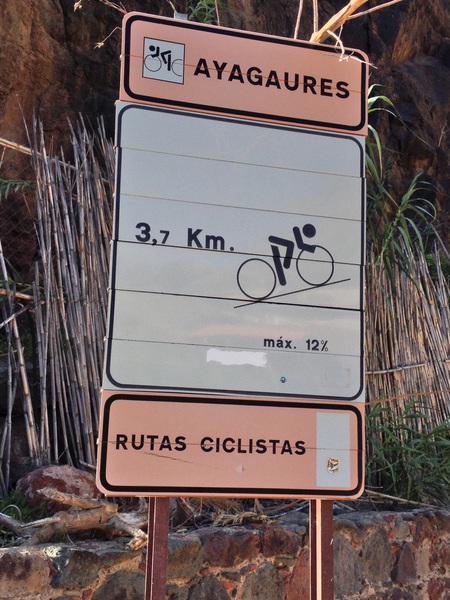 AYAGAURES
3,7 Km.
máx. 12%
RUTAS CICLISTAS